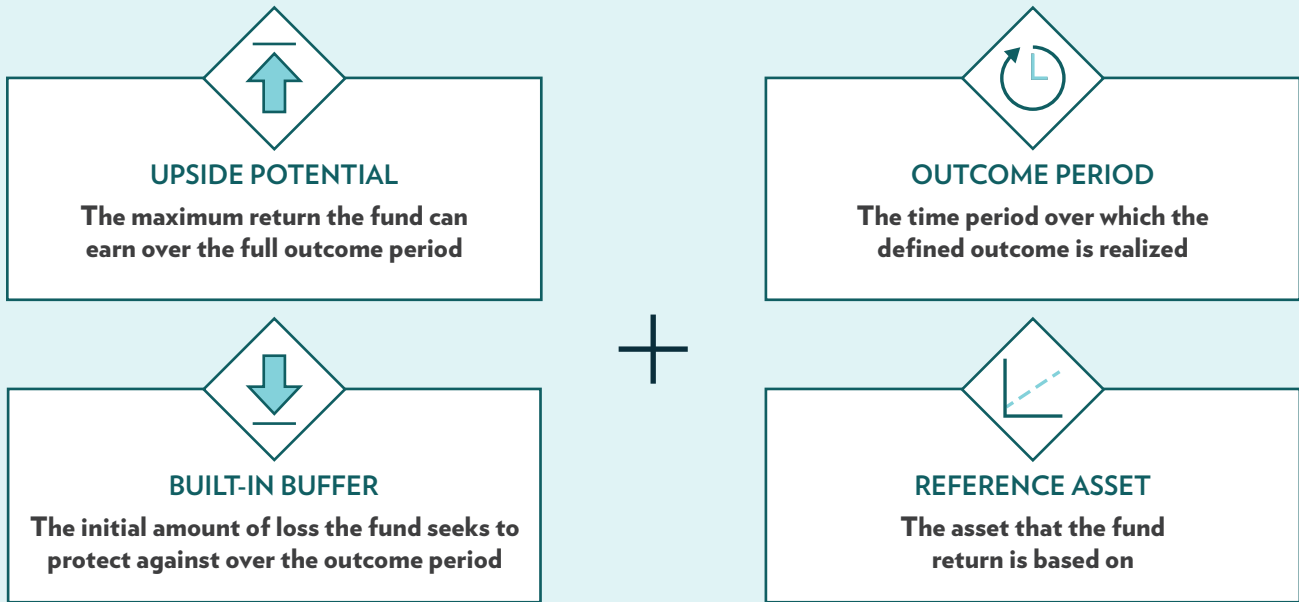 UPSIDE POTENTIAL
The maximum return the fund can
earn over the full outcome period
BUILT-IN BUFFER
The initial amount of loss the fund seeks to
protect against over the outcome period
OUTCOME PERIOD
The time period over which the
defined outcome is realized
REFERENCE ASSET
The asset that the fund
return is based on